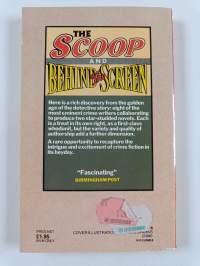 THE
SCOOP
AND
BEHIND THE SCREEN
Here is a rich discovery from the golden
age of the detective story: eight of the
most eminent crime writers collaborating
to produce two star-studded novels. Each
is a treat in its own right, as a first-class
whodunit, but the variety and quality of
authorship add a further dimension.
A rare opportunity to recapture the
intrigue and excitement of crime fiction in
its heyday.
"Fascinating"
BIRMINGHAM POST
£1.95
COVER ILLUSTRATION